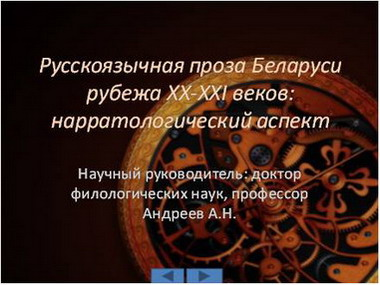 Русскоязычная проза Беларуси
рубежа XX-XXI веков:
нарратологический аспект
Научный руководитель: доктор
филологических наук, профессор
Андреев А.Н.